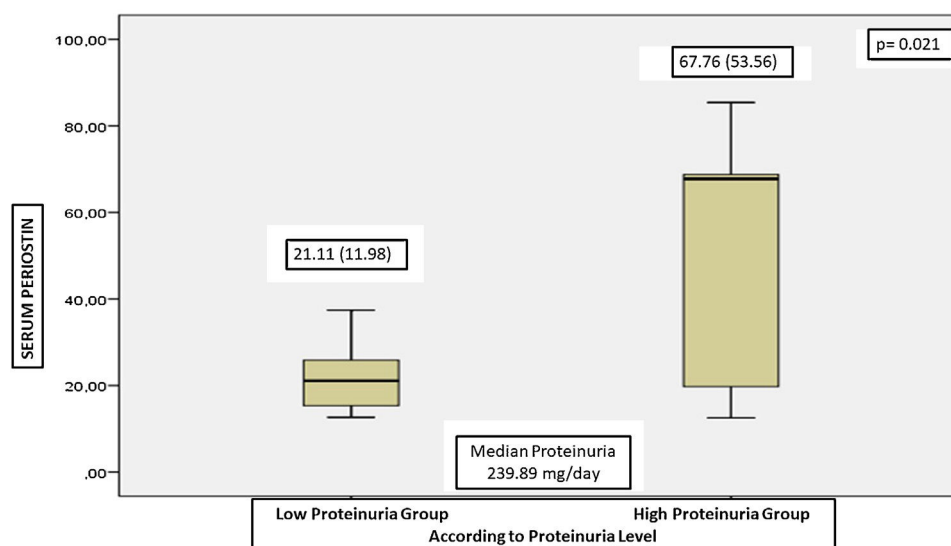 100,00
80,00
60,00
40,00
20,00
,00
SERUM PERIOSTIN
p= 0.021
67.76 (53.56)
21.11 (11.98)
Median Proteinuria
239.89 mg/day
Low Proteinuria Group
High Proteinuria Group
According to Proteinuria Level